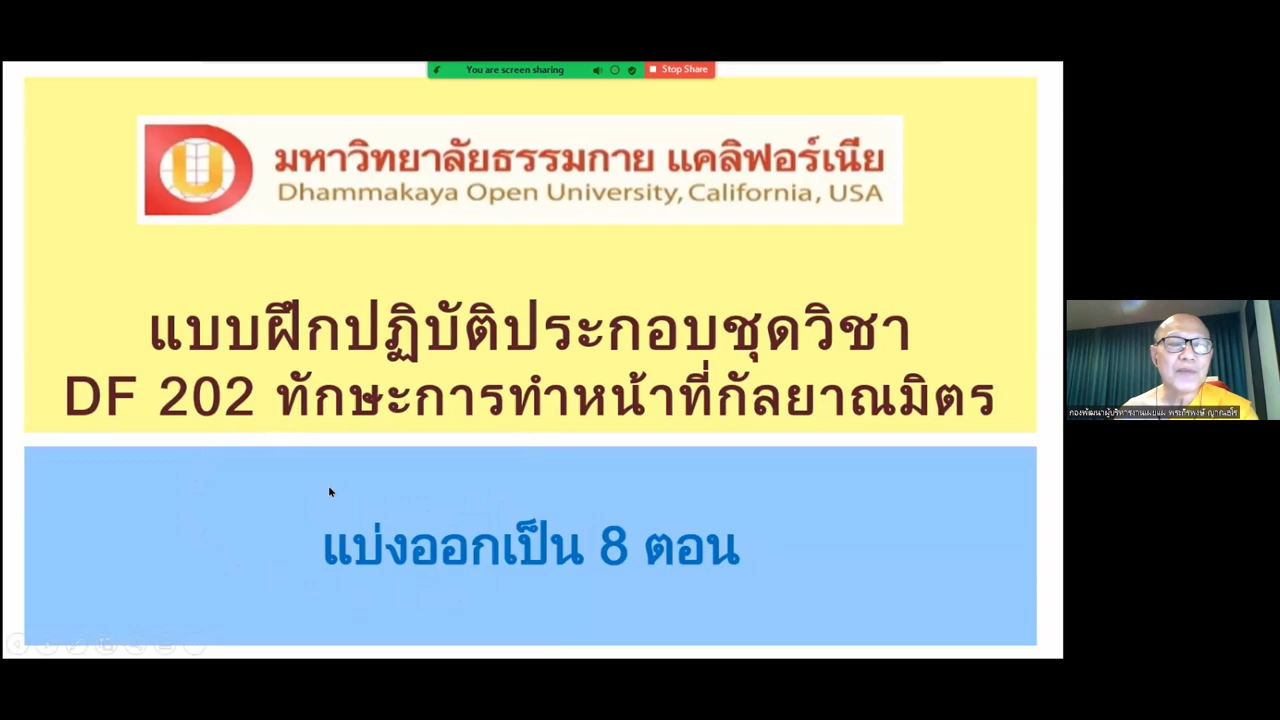 You are screen sharing
Stop Share
มหาวิทยาลัยธรรมกาย แคลิฟอร์เนีย
Dhammakaya Open University, California, USA
แบบฝึกปฏิบัติประกอบชุดวิชา
DF 202 ทักษะการทำหน้าที่กัลยาณมิตร
แบ่งออกเป็น 8 ตอน